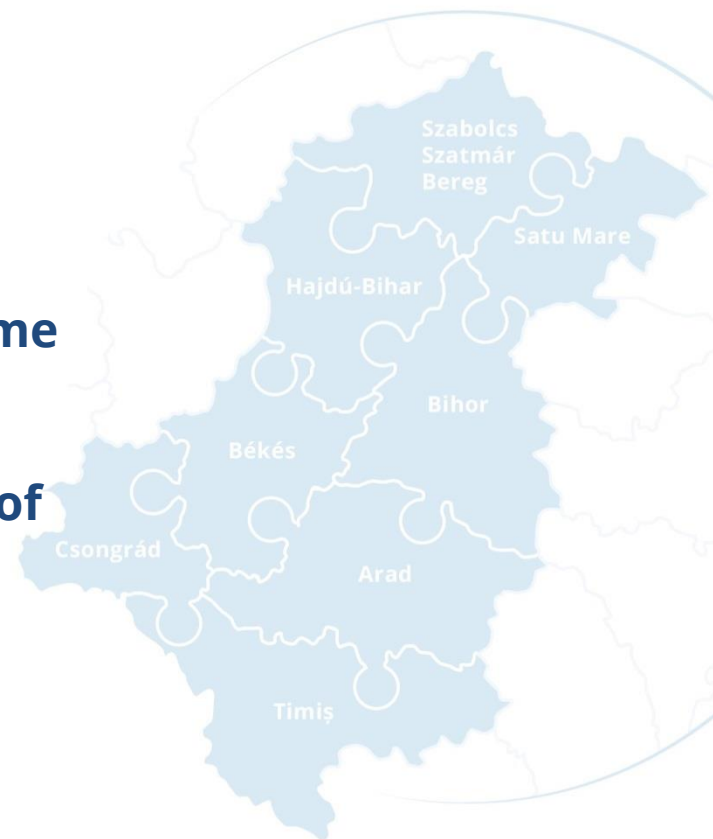 Szabolcs
Szatmár
Bereg
Satu Mare
Hajdú-Bihar
me
Bihor
Békés
of
Csongrád
Arad
Timiș